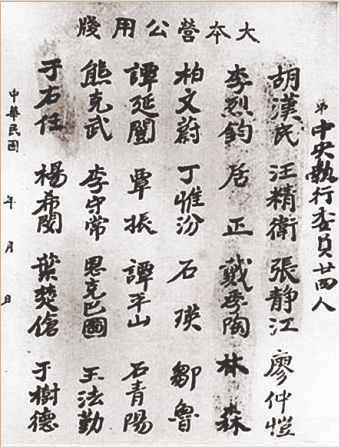 大本營公用牋
第中央執行委員廿四人
胡漢民 汪精衛 張靜江 廖仲愷
李烈鈞 居正 戴季陶 林森
柏文蔚 丁惟汾 石瑛 鄒魯
譚延闓 覃振 譚平山 石青陽
熊克武 李守常 恩克巴圖 王法勤
于右任 楊希閔 葉楚傖 于樹德
中華民國 年 月 日